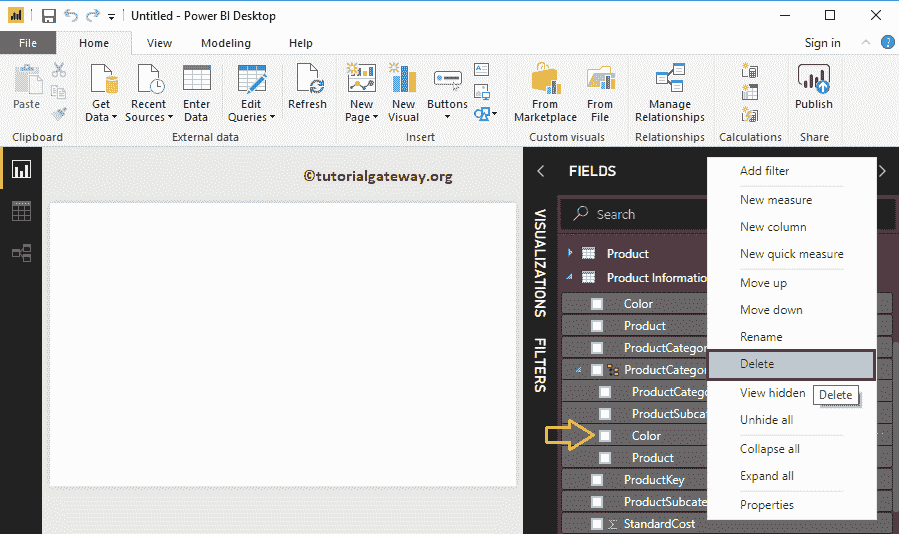 Untitled - Power BI Desktop
File Home View Modeling Help Sign in
Paste
Get Data
Recent Sources
Enter Data
Edit Queries
Refresh
New Page
New Visual
Buttons
From Marketplace
From File
Manage Relationships
Publish
Clipboard External data Insert Custom visuals Relationships Calculations Share
©tutorialgateway.org
VISUALIZATIONS
FILTERS
FIELDS
Search
Product
Product Informatio
Color
Product
ProductCatego
ProductCatego
ProductCatego
ProductSubcat
Color
Product
ProductKey
ProductSubcate
StandardCost
Add filter
New measure
New column
New quick measure
Move up
Move down
Rename
Delete
View hidden
Delete
Unhide all
Collapse all
Expand all
Properties